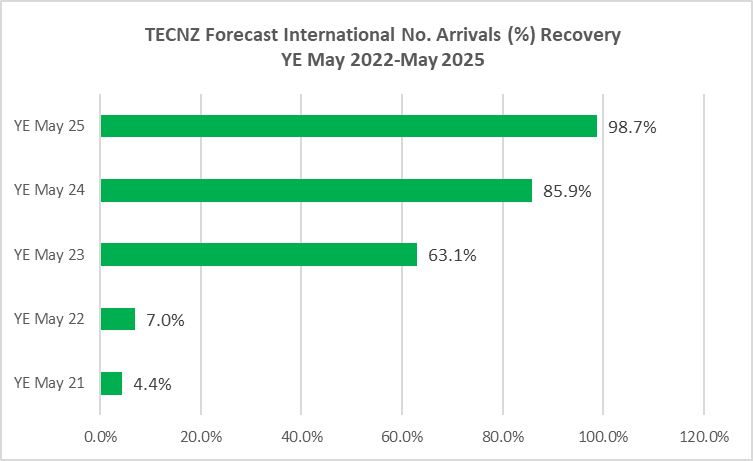 TECNZ Forecast International No. Arrivals (%) Recovery
YE May 2022-May 2025
YE May 25
98.7%
YE May 24
85.9%
YE May 23
63.1%
YE May 22
7.0%
YE May 21
4.4%
0.0% 20.0% 40.0% 60.0% 80.0% 100.0% 120.0%